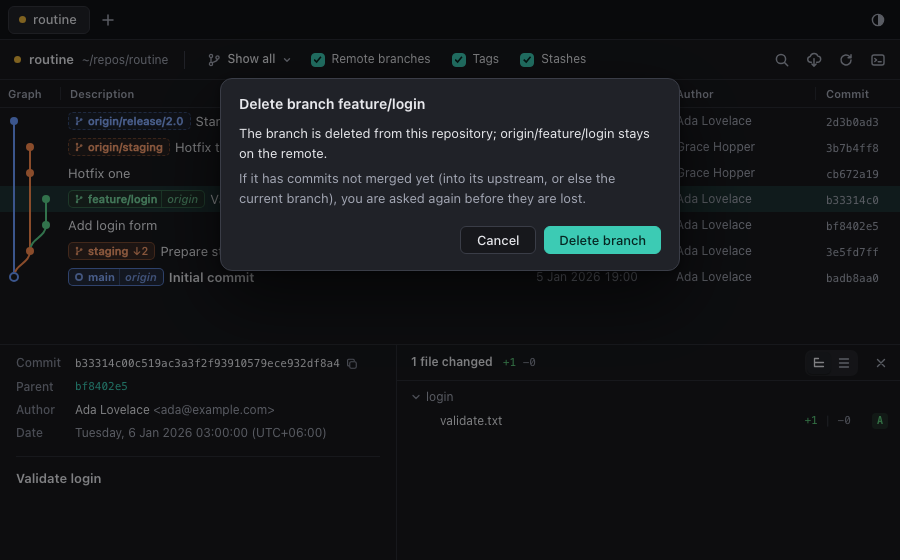 routine
routine ~/repos/routine Show all Remote branches Tags Stashes
Graph Description Author Commit
origin/release/2.0 Ada Lovelace 2d3b0ad3
origin/staging Hotfix Grace Hopper 3b7b4ff8
Hotfix one Grace Hopper cb672a19
feature/login origin Ada Lovelace b33314c0
Add login form Ada Lovelace bf8402e5
staging ↓2 Prepare Ada Lovelace 3e5fd7ff
main origin Initial commit 5 Jan 2026 19:00 Ada Lovelace badb8aa0
Delete branch feature/login
The branch is deleted from this repository; origin/feature/login stays
on the remote.
If it has commits not merged yet (into its upstream, or else the
current branch), you are asked again before they are lost.
Cancel Delete branch
Commit b33314c00c519ac3a3f2f93910579ece932df8a4
Parent bf8402e5
Author Ada Lovelace <ada@example.com>
Date Tuesday, 6 Jan 2026 03:00:00 (UTC+06:00)
Validate login
1 file changed +1 −0
login
validate.txt +1 −0 A